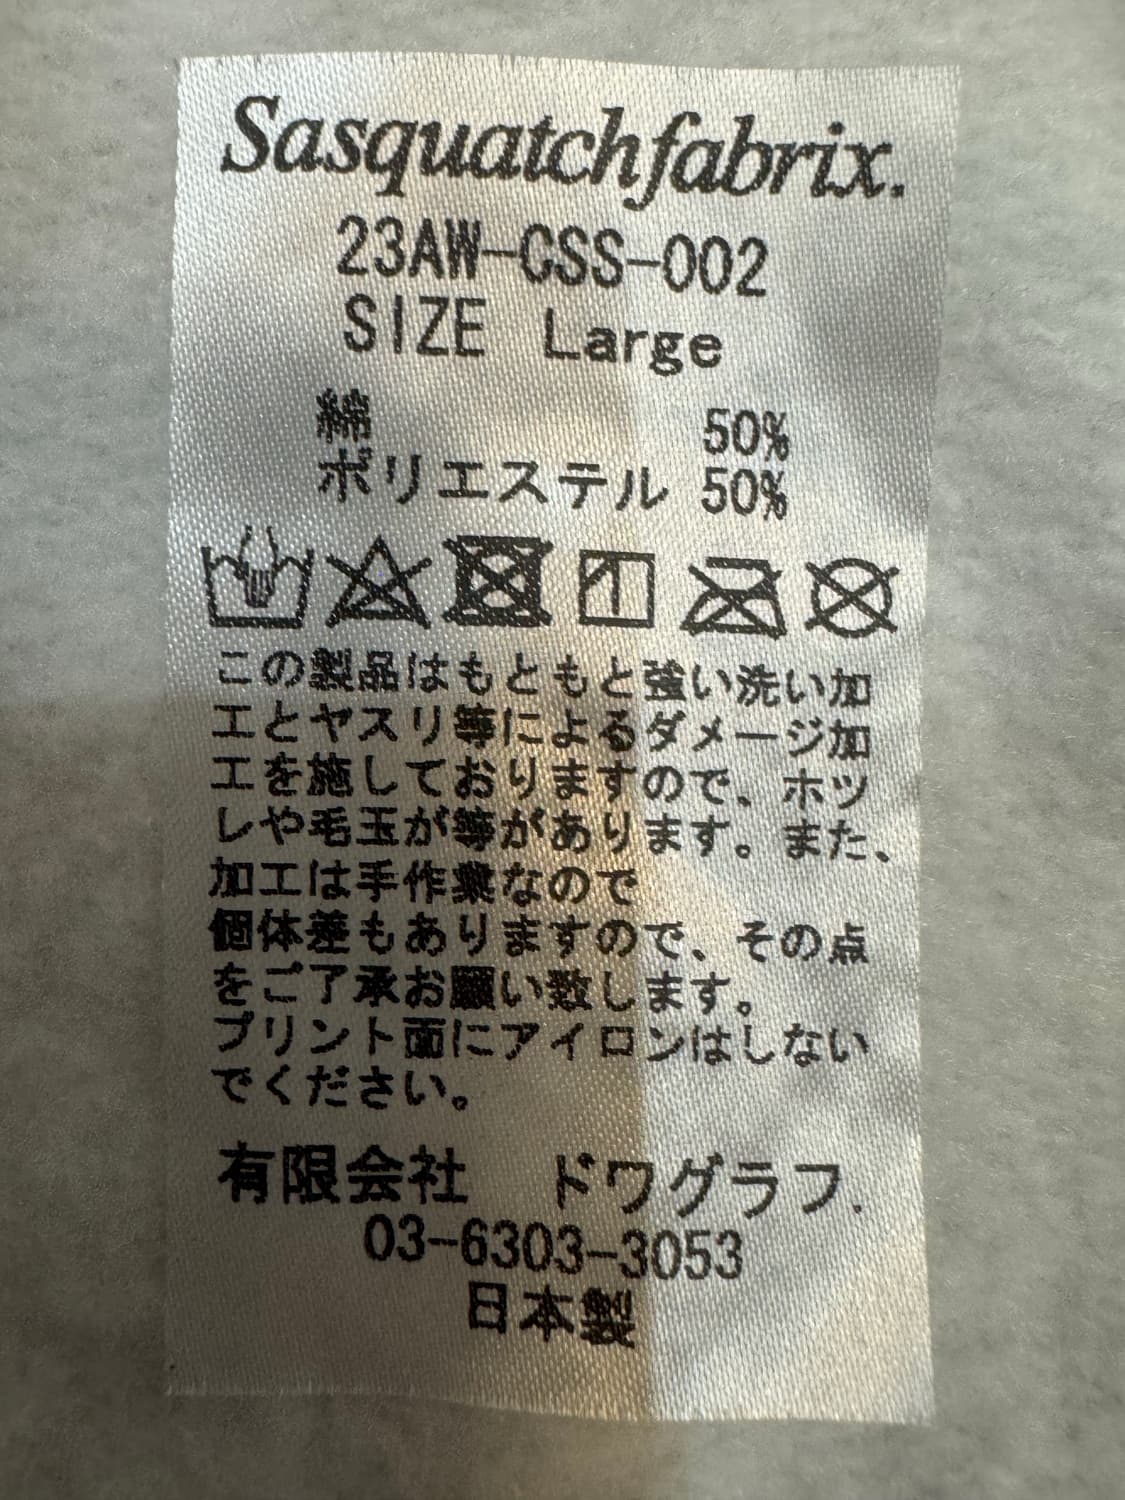 Sasquatchfabrix.
23AW-CSS-002
SIZE Large
綿 50%
ポリエステル 50%
この製品はもともと強い洗い加
工とヤスリ等によるダメージ加
工を施しておりますので、ホツ
レや毛玉が等があります。また、
加工は手作業なので
個体差もありますので、その点
をご了承お願い致します。
プリント面にアイロンはしない
でください。
有限会社 ドワグラフ.
03-6303-3053
日本製